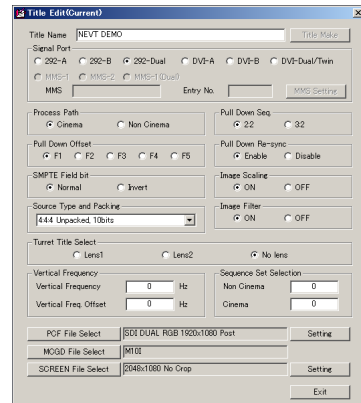 Title Edit(Current)
Title Name NEVT DEMO Title Make
Signal Port
292-A 292-B 292-Dual DVI-A DVI-B DVI-Dual/Twin
MMS-1 MMS-2 MMS-1(Dual)
MMS Entry No. MMS Setting
Process Path
Cinema Non Cinema
Pull Down Seq.
2:2 3:2
Pull Down Offset
F1 F2 F3 F4 F5
Pull Down Re-sync
Enable Disable
SMPTE Field bit
Normal Invert
Image Scaling
ON OFF
Source Type and Packing
4:4:4 Unpacked, 10bits
Image Filter
ON OFF
Turret Title Select
Lens1 Lens2 No lens
Vertical Frequency
Vertical Frequency 0 Hz
Vertical Freq. Offset 0 Hz
Sequence Set Selection
Non Cinema 0
Cinema 0
PCF File Select SDI DUAL RGB 1920x1080 Post Setting
MCGD File Select M10I
SCREEN File Select 2048x1080 No Crop Setting
Exit